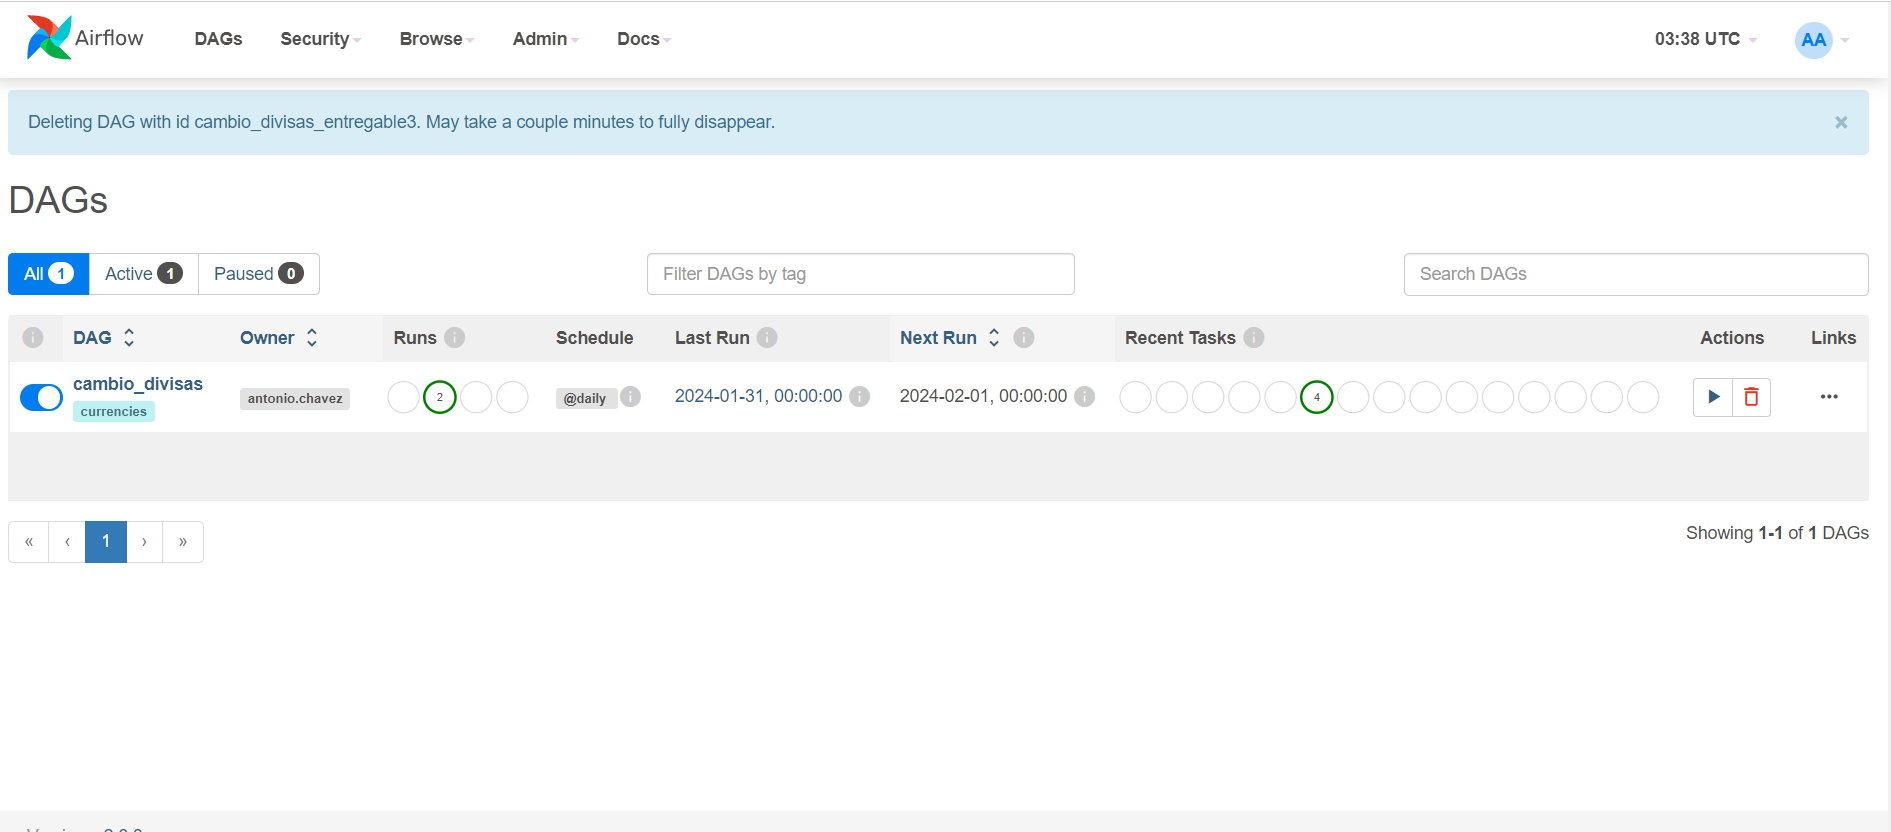 Airflow DAGs Security Browse Admin Docs 03:38 UTC AA
Deleting DAG with id cambio_divisas_entregable3. May take a couple minutes to fully disappear. ×
DAGs
All 1 Active 1 Paused 0 Filter DAGs by tag Search DAGs
i DAG Owner Runs i Schedule Last Run i Next Run i Recent Tasks i Actions Links
cambio_divisas antonio.chavez 2 @daily i 2024-01-31, 00:00:00 i 2024-02-01, 00:00:00 i 4 ...
currencies
« ‹ 1 › »
Showing 1-1 of 1 DAGs